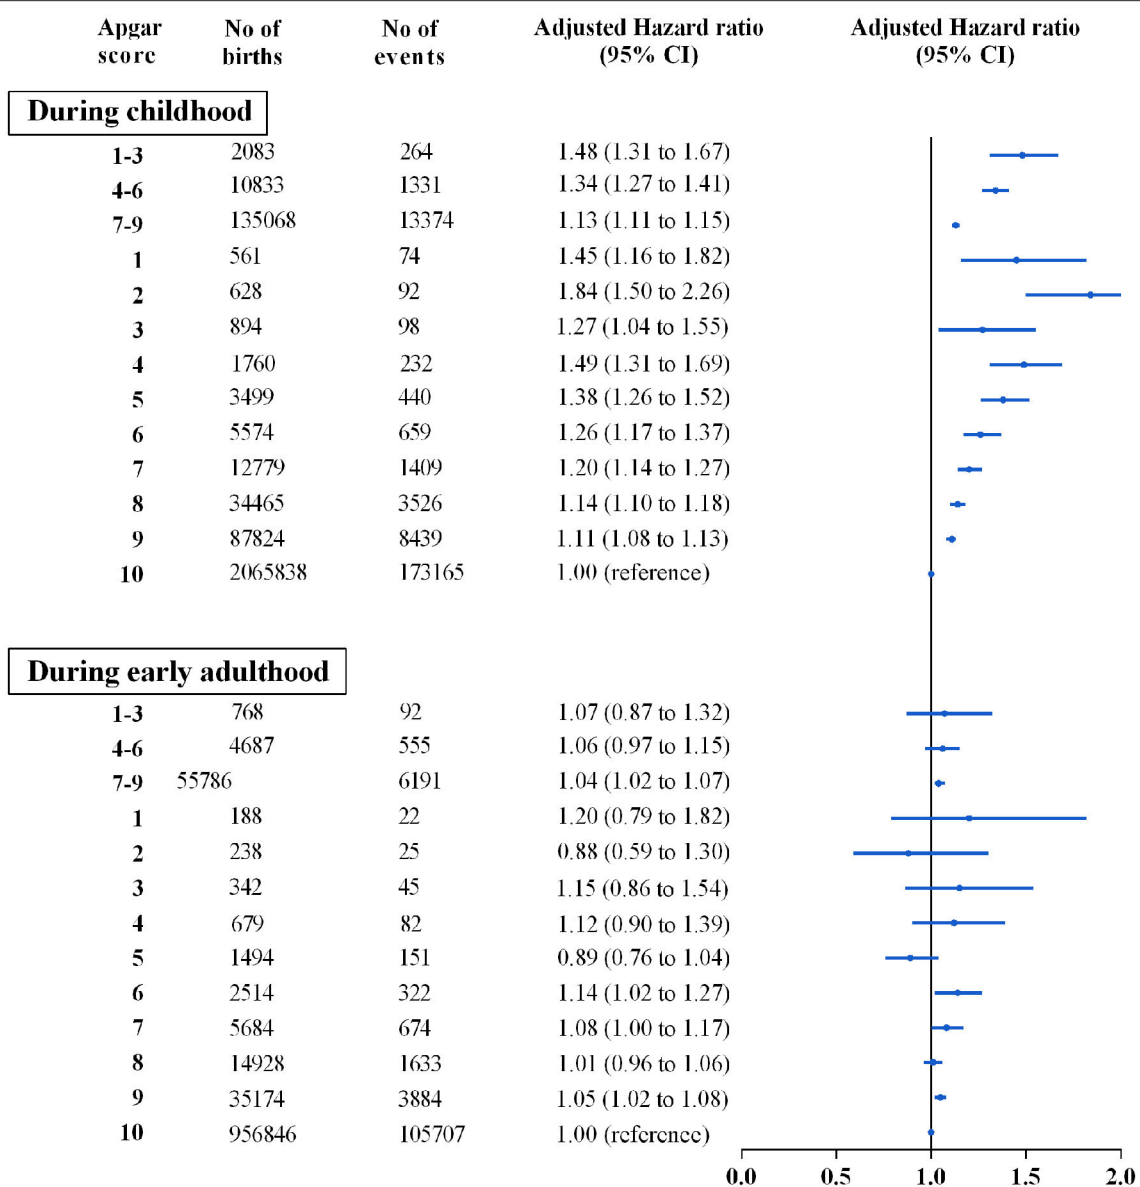 Apgar score No of births No of events Adjusted Hazard ratio (95% CI) Adjusted Hazard ratio (95% CI)
During childhood
1-3 2083 264 1.48 (1.31 to 1.67)
4-6 10833 1331 1.34 (1.27 to 1.41)
7-9 135068 13374 1.13 (1.11 to 1.15)
1 561 74 1.45 (1.16 to 1.82)
2 628 92 1.84 (1.50 to 2.26)
3 894 98 1.27 (1.04 to 1.55)
4 1760 232 1.49 (1.31 to 1.69)
5 3499 440 1.38 (1.26 to 1.52)
6 5574 659 1.26 (1.17 to 1.37)
7 12779 1409 1.20 (1.14 to 1.27)
8 34465 3526 1.14 (1.10 to 1.18)
9 87824 8439 1.11 (1.08 to 1.13)
10 2065838 173165 1.00 (reference)
During early adulthood
1-3 768 92 1.07 (0.87 to 1.32)
4-6 4687 555 1.06 (0.97 to 1.15)
7-9 55786 6191 1.04 (1.02 to 1.07)
1 188 22 1.20 (0.79 to 1.82)
2 238 25 0.88 (0.59 to 1.30)
3 342 45 1.15 (0.86 to 1.54)
4 679 82 1.12 (0.90 to 1.39)
5 1494 151 0.89 (0.76 to 1.04)
6 2514 322 1.14 (1.02 to 1.27)
7 5684 674 1.08 (1.00 to 1.17)
8 14928 1633 1.01 (0.96 to 1.06)
9 35174 3884 1.05 (1.02 to 1.08)
10 956846 105707 1.00 (reference)
0.0 0.5 1.0 1.5 2.0